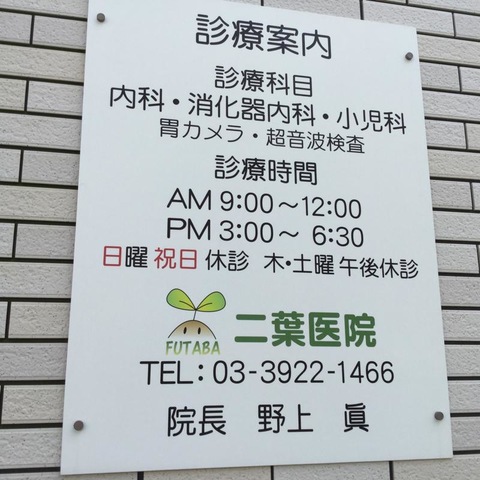 診療案内
診療科目
内科・消化器内科・小児科
胃カメラ・超音波検査
診療時間
AM 9:00～12:00
PM 3:00～ 6:30
日曜 祝日 休診 木・土曜 午後休診
FUTABA 二葉医院
TEL：03-3922-1466
院長 野上 眞